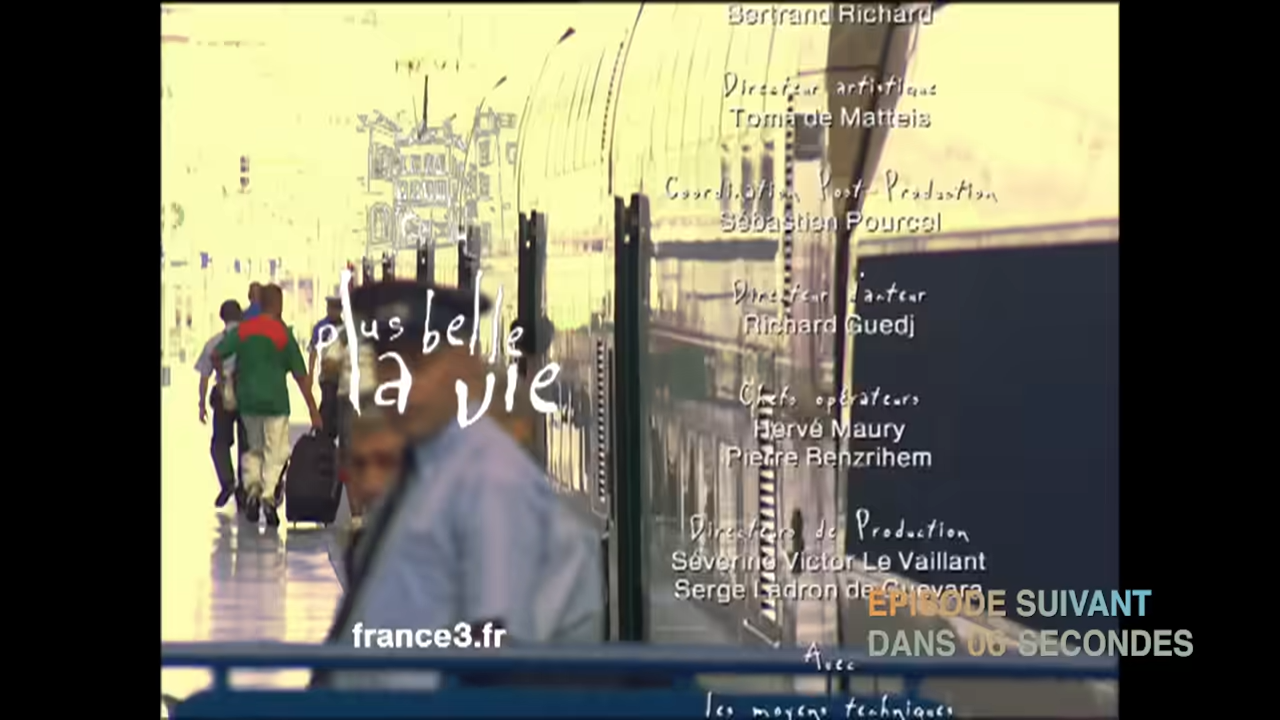 Bertrand Richard
Directeur artistique
Toma de Matteis
Coordination Post-Production
Sébastien Pourcel
Directeur d'acteur
Richard Guedj
Chefs opérateurs
Hervé Maury
Pierre Benzrihem
Directeurs de Production
Séverine Victor Le Vaillant
Serge Ladron de Guevara
Avec
les moyens techniques
plus belle
la vie
france3.fr
EPISODE SUIVANT
DANS 06 SECONDES